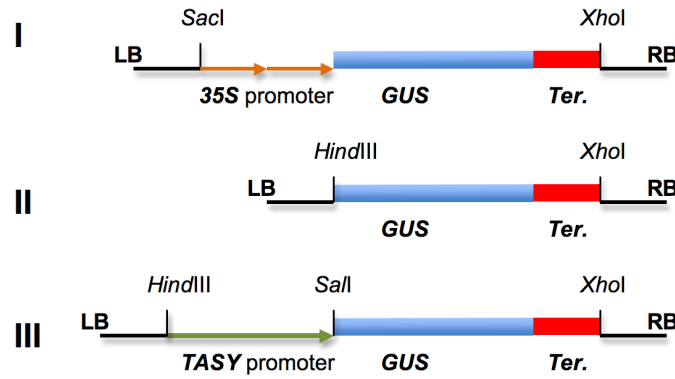 I
SacI
XhoI
LB
RB
35S promoter
GUS
Ter.
II
HindIII
XhoI
LB
RB
GUS
Ter.
III
HindIII
SalI
XhoI
LB
RB
TASY promoter
GUS
Ter.